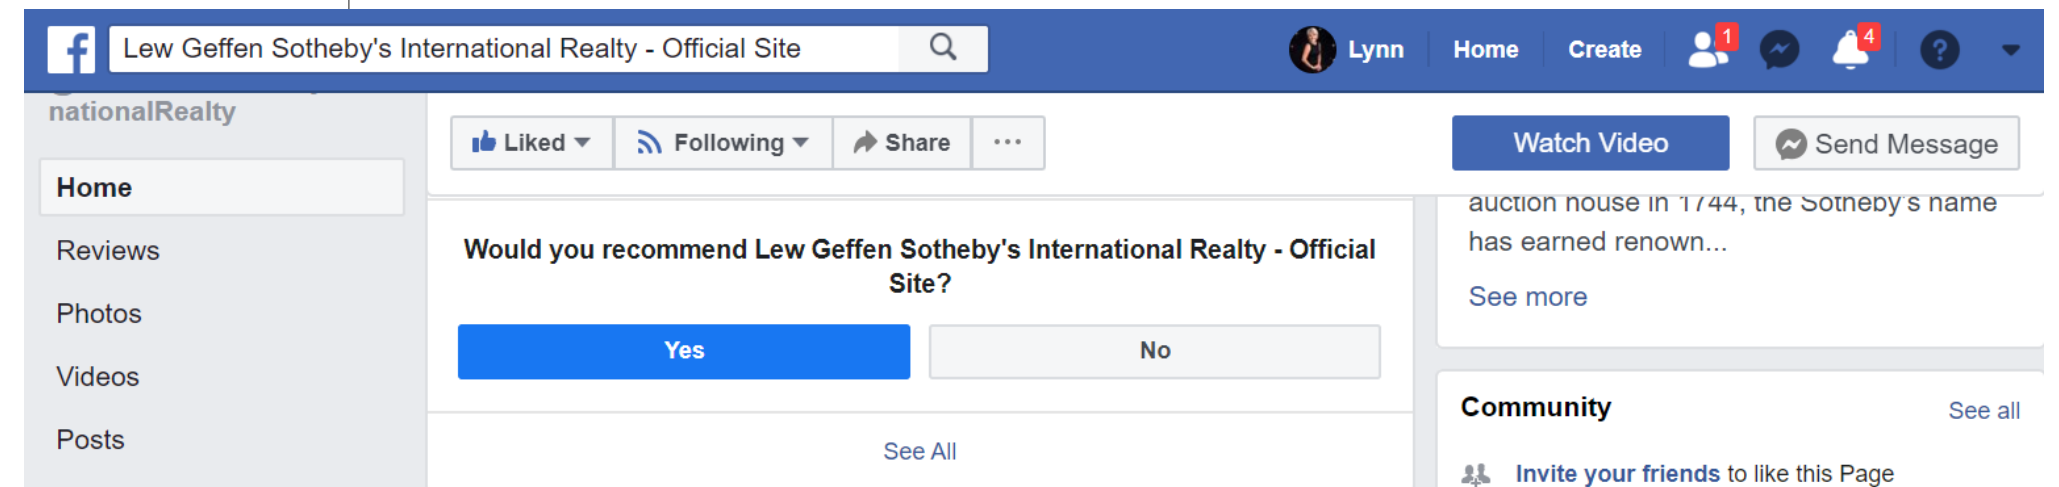 f Lew Geffen Sotheby's International Realty - Official Site
Lynn Home Create 1 4 ?
nationalRealty
Liked Following Share ...
Watch Video Send Message
Home
Reviews
Photos
Videos
Posts
Would you recommend Lew Geffen Sotheby's International Realty - Official
Site?
Yes No
See All
auction house in 1744, the Sotheby's name
has earned renown...
See more
Community See all
Invite your friends to like this Page